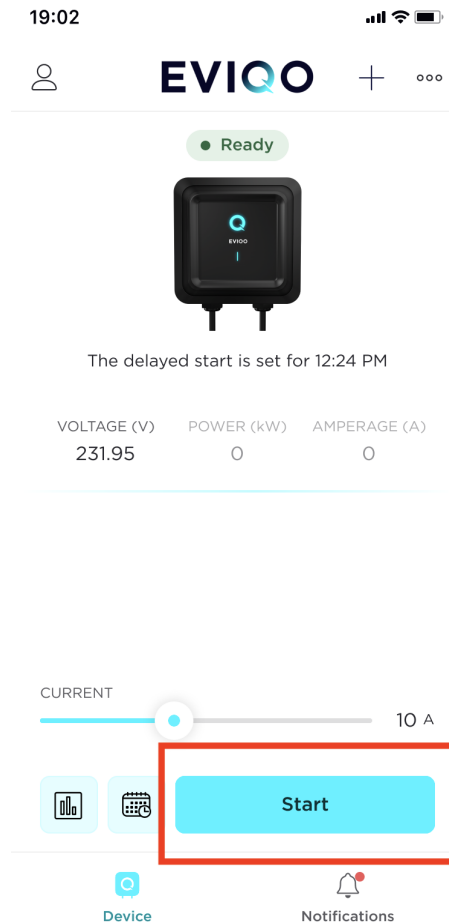 19:02
EVIQO
Ready
EVIQO
The delayed start is set for 12:24 PM
VOLTAGE (V) POWER (kW) AMPERAGE (A)
231.95 0 0
CURRENT
10 A
Start
Device Notifications